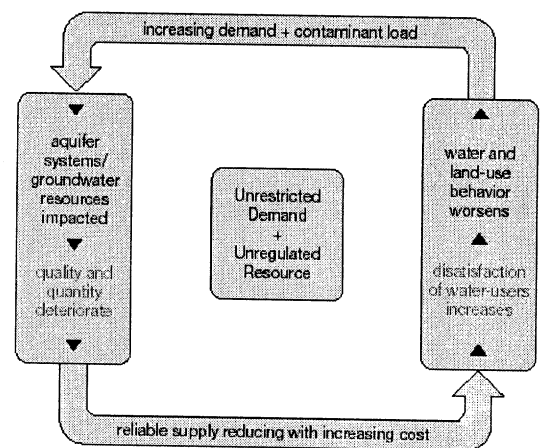 increasing demand + contaminant load
aquifer
systems/
groundwater
resources
impacted
quality and
quantity
deteriorate
Unrestricted
Demand
+
Unregulated
Resource
water and
land-use
behavior
worsens
disatisfaction
of water-users
increases
reliable supply reducing with increasing cost